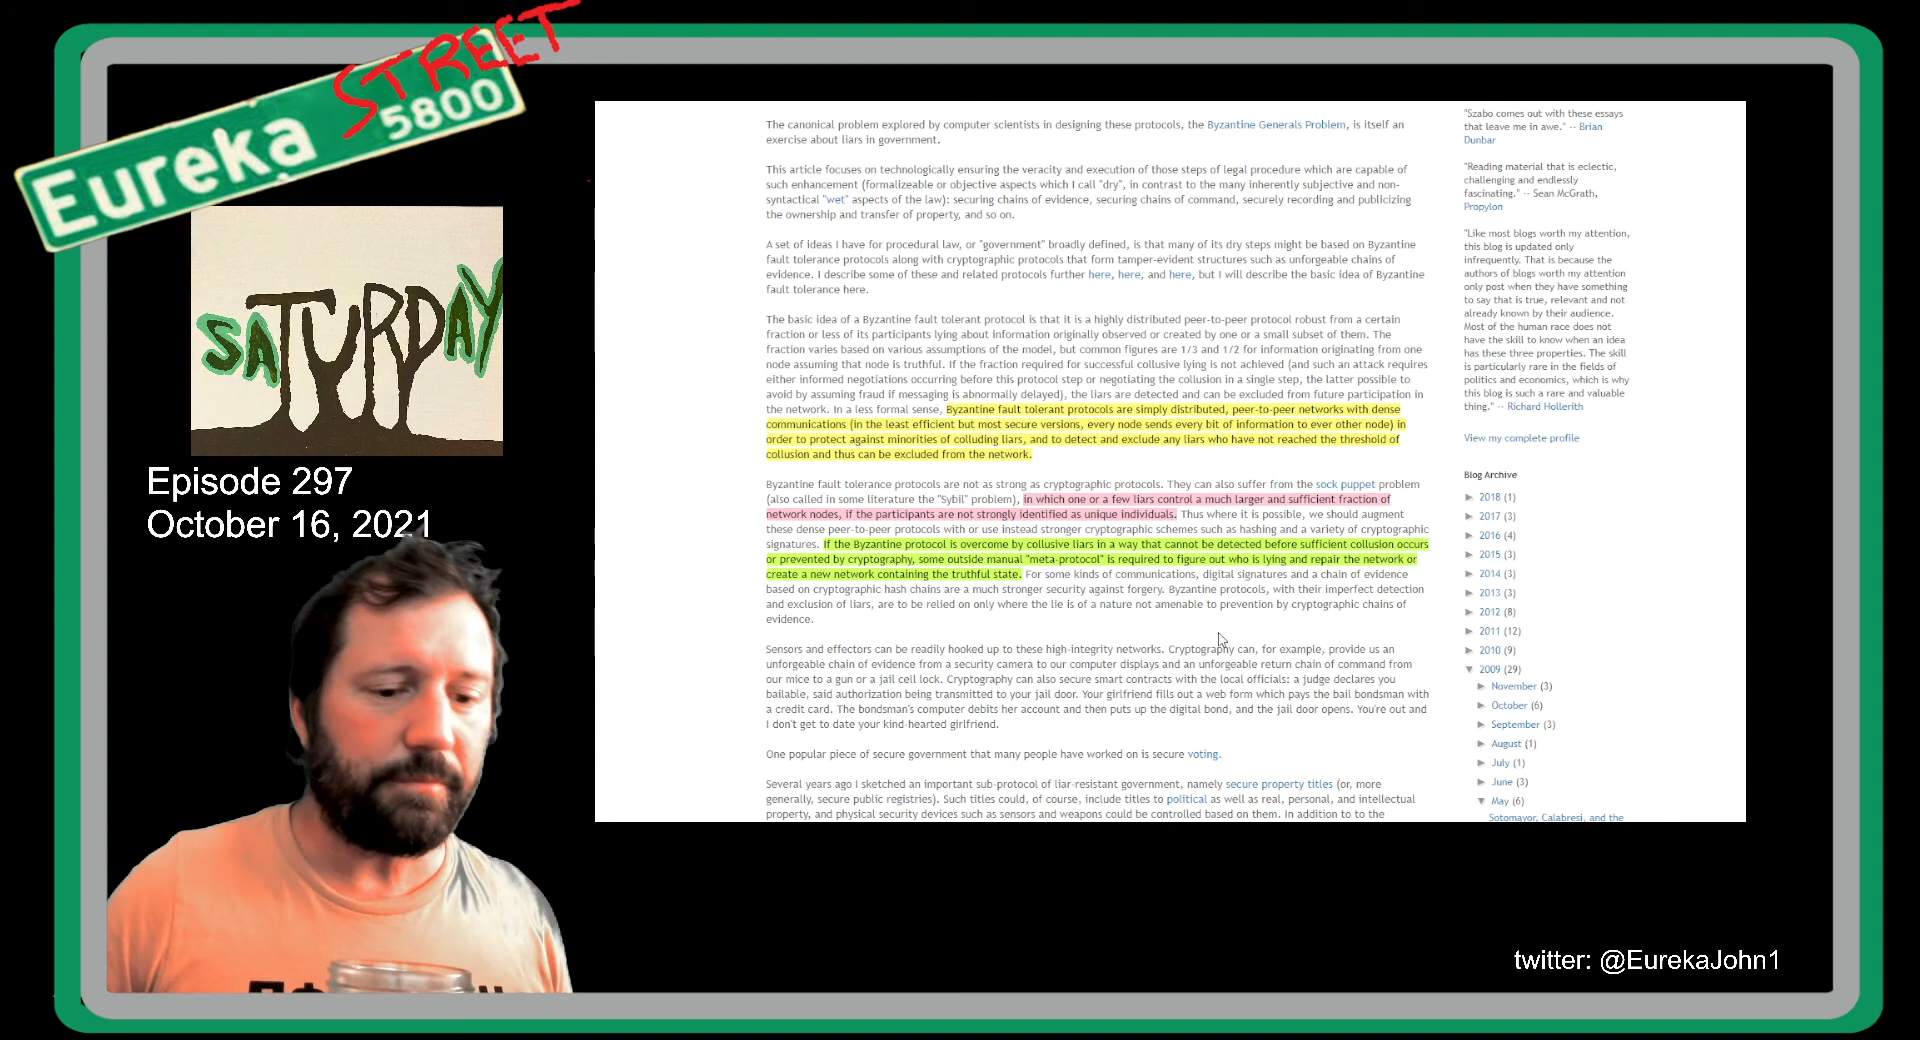 STREET
5800
Eureka
SATURDAY
Episode 297
October 16, 2021
The canonical problem explored by computer scientists in designing these protocols, the Byzantine Generals Problem, is itself an
exercise about liars in government.
This article focuses on technologically ensuring the veracity and execution of those steps of legal procedure which are capable of
such enhancement (formalizeable or objective aspects which I call "dry", in contrast to the many inherently subjective and non-
syntactical "wet" aspects of the law): securing chains of evidence, securing chains of command, securely recording and publicizing
the ownership and transfer of property, and so on.
A set of ideas I have for procedural law, or "government" broadly defined, is that many of its dry steps might be based on Byzantine
fault tolerance protocols along with cryptographic protocols that form tamper-evident structures such as unforgeable chains of
evidence. I describe some of these and related protocols further here, here, and here, but I will describe the basic idea of Byzantine
fault tolerance here.
The basic idea of a Byzantine fault tolerant protocol is that it is a highly distributed peer-to-peer protocol robust from a certain
fraction or less of its participants lying about information originally observed or created by one or a small subset of them. The
fraction varies based on various assumptions of the model, but common figures are 1/3 and 1/2 for information originating from one
node assuming that node is truthful. If the fraction required for successful collusive lying is not achieved (and such an attack requires
either informed negotiations occurring before this protocol step or negotiating the collusion in a single step, the latter possible to
avoid by assuming fraud if messaging is abnormally delayed), the liars are detected and can be excluded from future participation in
the network. In a less formal sense, Byzantine fault tolerant protocols are simply distributed, peer-to-peer networks with dense
communications (in the least efficient but most secure versions, every node sends every bit of information to ever other node) in
order to protect against minorities of colluding liars, and to detect and exclude any liars who have not reached the threshold of
collusion and thus can be excluded from the network.
Byzantine fault tolerance protocols are not as strong as cryptographic protocols. They can also suffer from the sock puppet problem
(also called in some literature the "Sybil" problem), in which one or a few liars control a much larger and sufficient fraction of
network nodes, if the participants are not strongly identified as unique individuals. Thus where it is possible, we should augment
these dense peer-to-peer protocols with or use instead stronger cryptographic schemes such as hashing and a variety of cryptographic
signatures. If the Byzantine protocol is overcome by collusive liars in a way that cannot be detected before sufficient collusion occurs
or prevented by cryptography, some outside manual "meta-protocol" is required to figure out who is lying and repair the network or
create a new network containing the truthful state. For some kinds of communications, digital signatures and a chain of evidence
based on cryptographic hash chains are a much stronger security against forgery. Byzantine protocols, with their imperfect detection
and exclusion of liars, are to be relied on only where the lie is of a nature not amenable to prevention by cryptographic chains of
evidence.
Sensors and effectors can be readily hooked up to these high-integrity networks. Cryptography can, for example, provide us an
unforgeable chain of evidence from a security camera to our computer displays and an unforgeable return chain of command from
our mice to a gun or a jail cell lock. Cryptography can also secure smart contracts with the local officials: a judge declares you
bailable, said authorization being transmitted to your jail door. Your girlfriend fills out a web form which pays the bail bondsman with
a credit card. The bondsman's computer debits her account and then puts up the digital bond, and the jail door opens. You're out and
I don't get to date your kind-hearted girlfriend.
One popular piece of secure government that many people have worked on is secure voting.
Several years ago I sketched an important sub-protocol of liar-resistant government, namely secure property titles (or, more
generally, secure public registries). Such titles could, of course, include titles to political as well as real, personal, and intellectual
property, and physical security devices such as sensors and weapons could be controlled based on them. In addition to to the
"Szabo comes out with these essays
that leave me in awe." -- Brian
Dunbar
"Reading material that is eclectic,
challenging and endlessly
fascinating." -- Sean McGrath,
Propylon
"Like most blogs worth my attention,
this blog is updated only
infrequently. That is because the
authors of blogs worth my attention
only post when they have something
to say that is true, relevant and not
already known by their audience.
Most of the human race does not
have the skill to know when an idea
has these three properties. The skill
is particularly rare in the fields of
politics and economics, which is why
this blog is such a rare and valuable
thing." -- Richard Hollerith
View my complete profile
Blog Archive
► 2018 (1)
► 2017 (3)
► 2016 (4)
► 2015 (3)
► 2014 (3)
► 2013 (3)
► 2012 (8)
► 2011 (12)
► 2010 (9)
▼ 2009 (29)
► November (3)
► October (6)
► September (3)
► August (1)
► July (1)
► June (3)
▼ May (6)
Sotomayor, Calabresi, and the
twitter: @EurekaJohn1